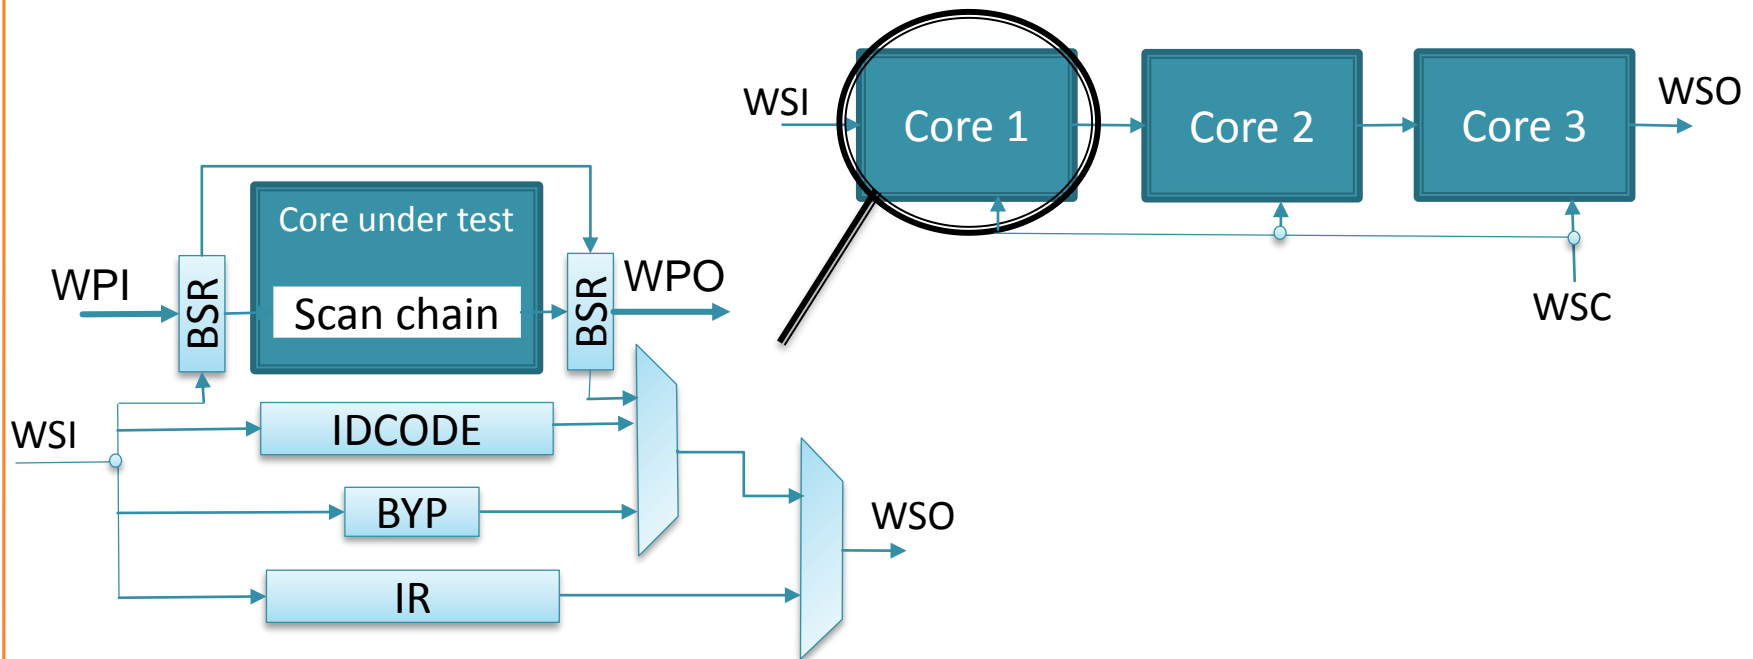 WSI
Core 1
Core 2
Core 3
WSO
WSC
Core under test
WPI
BSR
Scan chain
BSR
WPO
WSI
IDCODE
BYP
IR
WSO